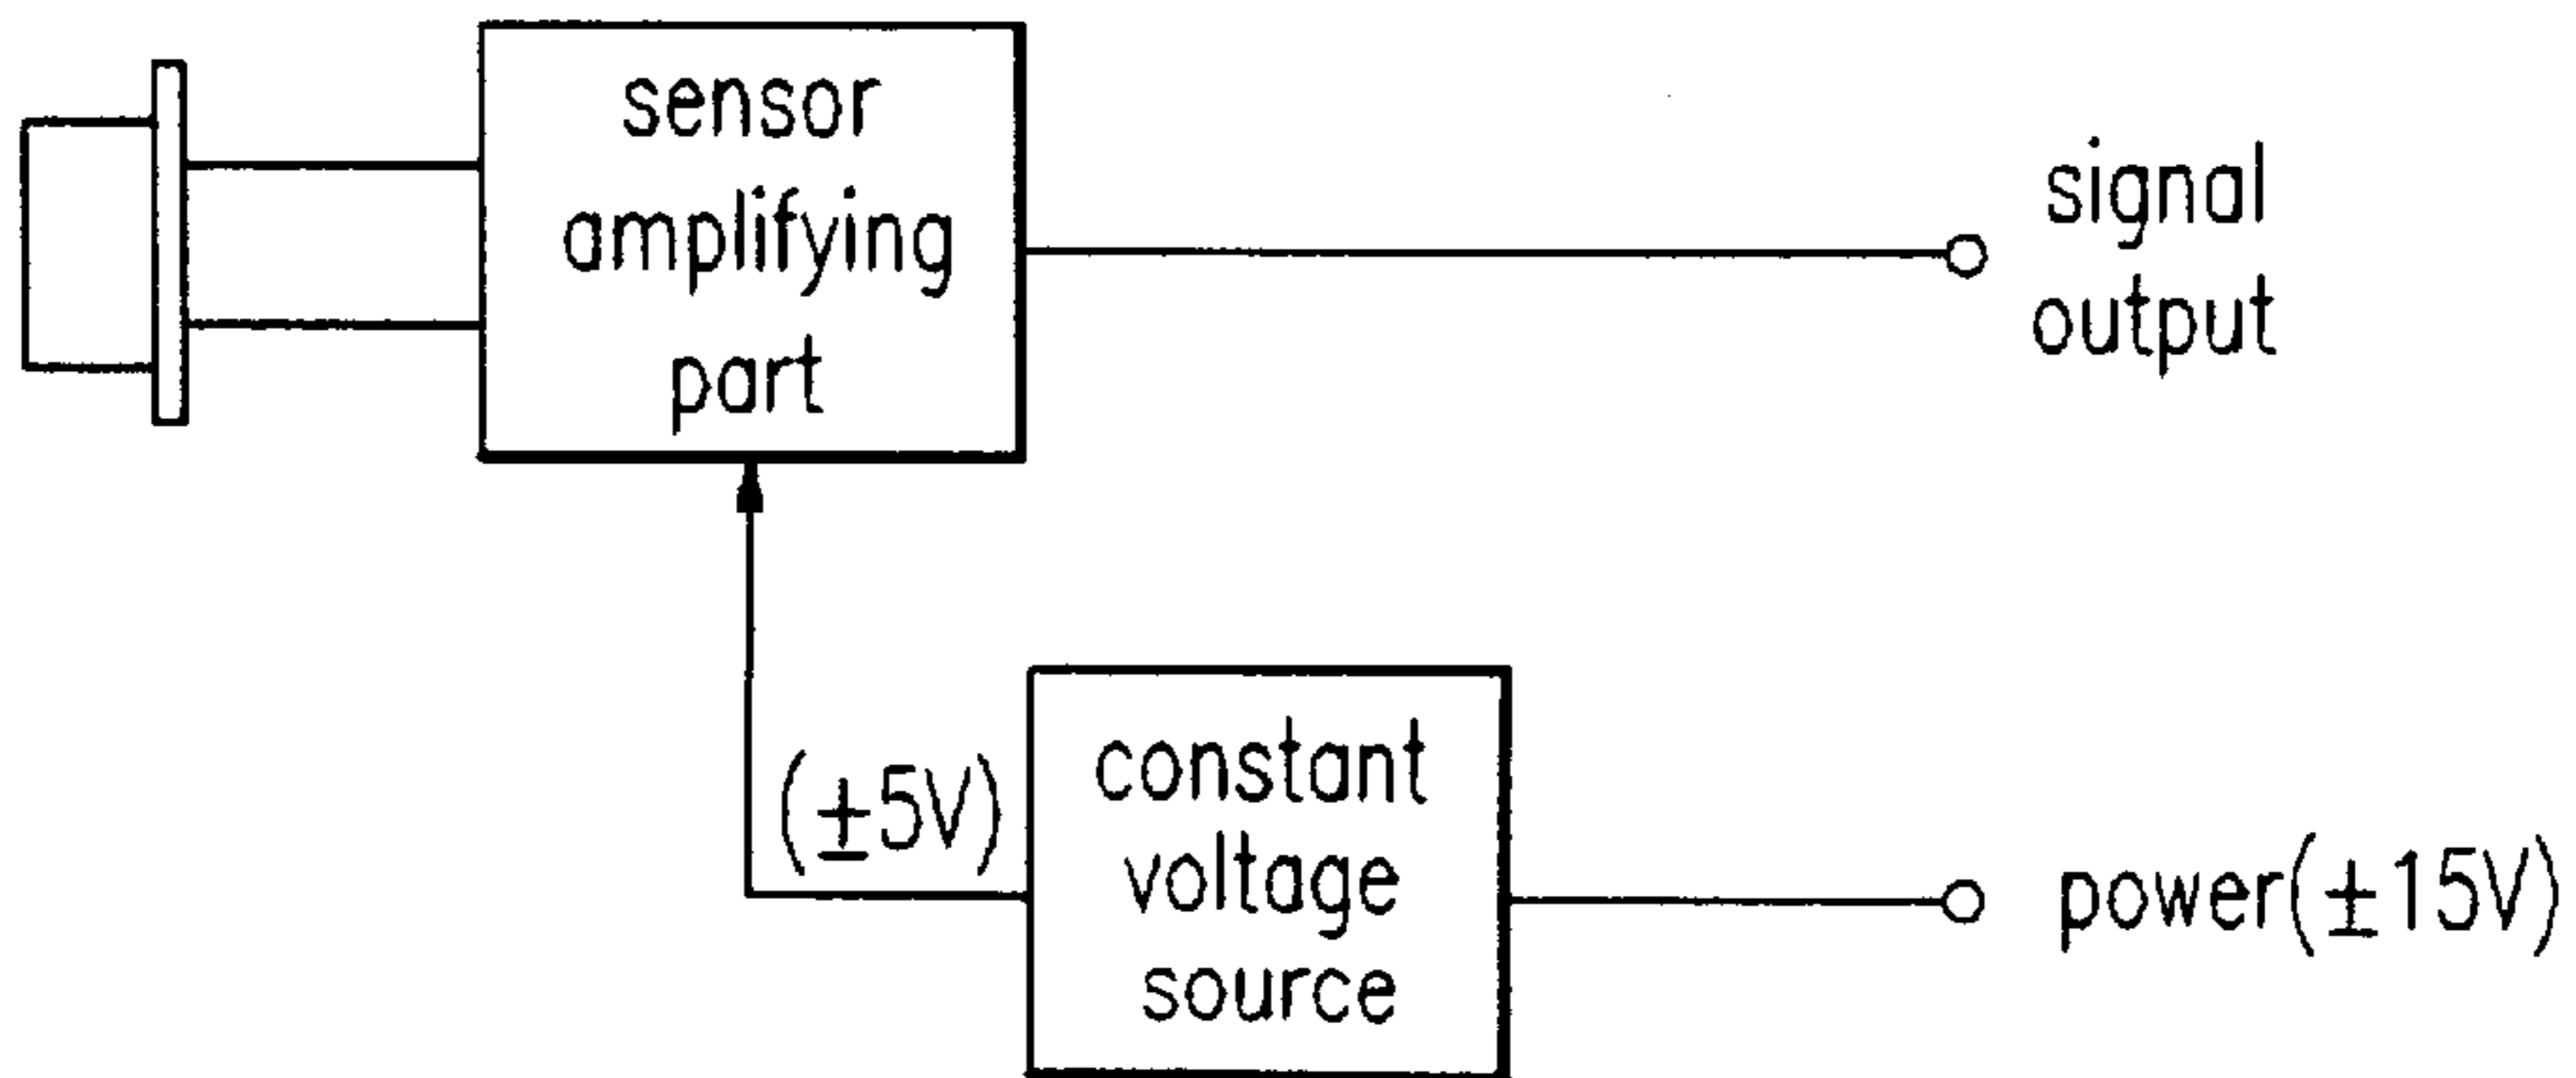 sensor
amplifying
part
signal
output
(±5V)
constant
voltage
source
power(±15V)